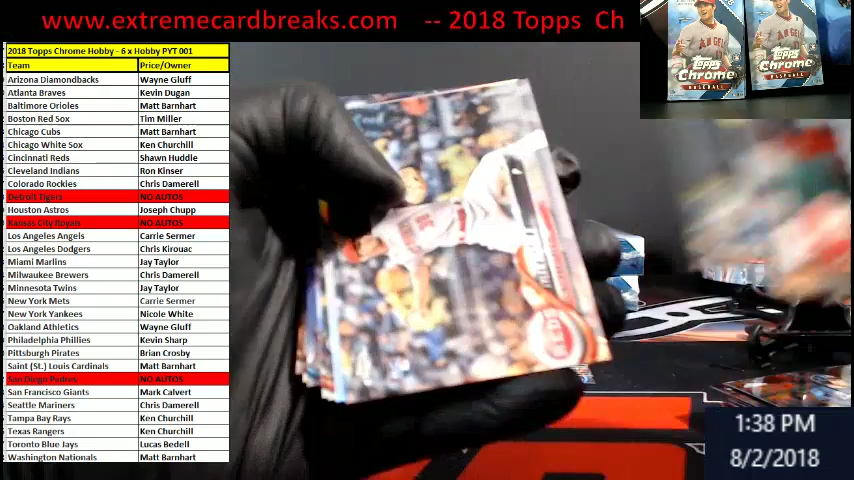 www.extremecardbreaks.com -- 2018 Topps Ch
2018 Topps Chrome Hobby - 6 x Hobby PYT 001
Team Price/Owner
Arizona Diamondbacks Wayne Gluff
Atlanta Braves Kevin Dugan
Baltimore Orioles Matt Barnhart
Boston Red Sox Tim Miller
Chicago Cubs Matt Barnhart
Chicago White Sox Ken Churchill
Cincinnati Reds Shawn Huddle
Cleveland Indians Ron Kinser
Colorado Rockies Chris Damerell
Detroit Tigers NO AUTOS
Houston Astros Joseph Chupp
Kansas City Royals NO AUTOS
Los Angeles Angels Carrie Sermer
Los Angeles Dodgers Chris Kirouac
Miami Marlins Jay Taylor
Milwaukee Brewers Chris Damerell
Minnesota Twins Jay Taylor
New York Mets Carrie Sermer
New York Yankees Nicole White
Oakland Athletics Wayne Gluff
Philadelphia Phillies Kevin Sharp
Pittsburgh Pirates Brian Crosby
Saint (St.) Louis Cardinals Matt Barnhart
San Diego Padres NO AUTOS
San Francisco Giants Mark Calvert
Seattle Mariners Chris Damerell
Tampa Bay Rays Ken Churchill
Texas Rangers Ken Churchill
Toronto Blue Jays Lucas Bedell
Washington Nationals Matt Barnhart
Topps Chrome BASEBALL
Topps Chrome BASEBALL
REDS
1:38 PM
8/2/2018